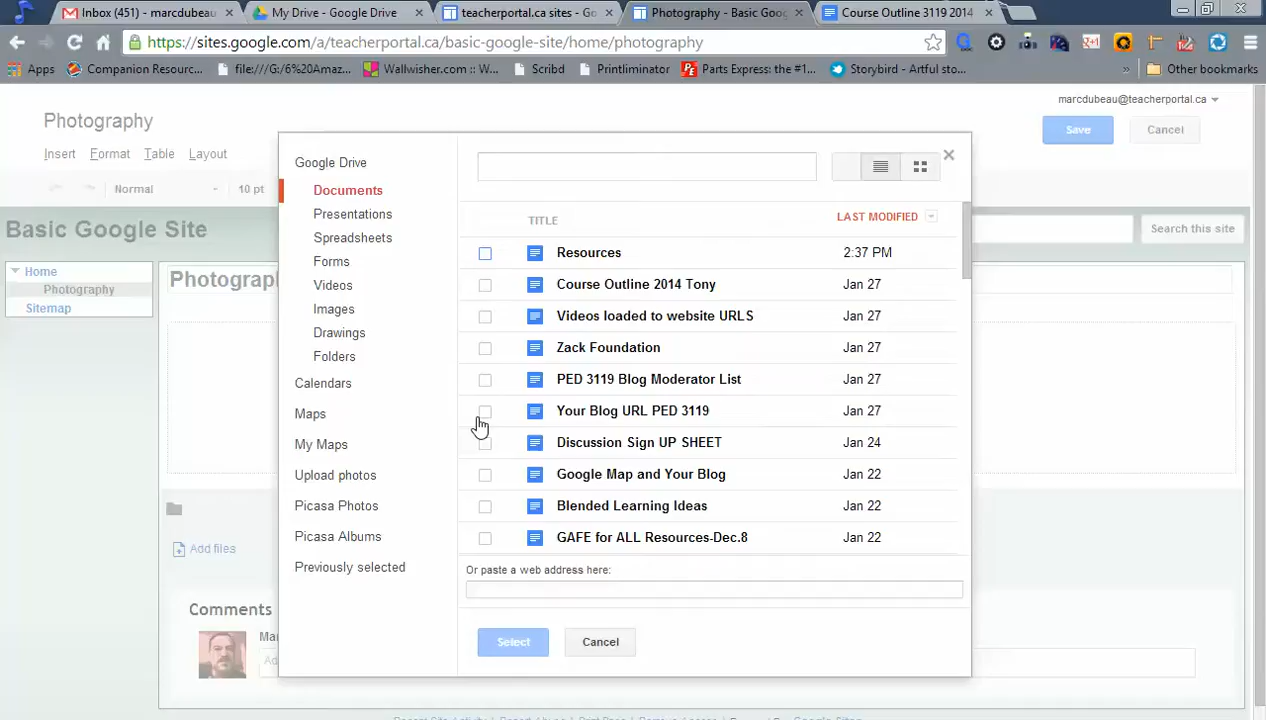 Inbox (451) - marcdubeau
My Drive - Google Drive
teacherportal.ca sites - Go
Photography - Basic Goog
Course Outline 3119 2014
https://sites.google.com/a/teacherportal.ca/basic-google-site/home/photography
Apps
Companion Resourc...
file:///G:/6%20Amaz...
Wallwisher.com :: W...
Scribd
Printliminator
Parts Express: the #1...
Storybird - Artful sto...
»
Other bookmarks
marcdubeau@teacherportal.ca
Photography
Save
Cancel
Insert
Format
Table
Layout
Normal
10 pt
Basic Google Site
Search this site
Home
Photography
Sitemap
Photograp
Add files
Comments
Ma
Ad
Google Drive
Documents
Presentations
Spreadsheets
Forms
Videos
Images
Drawings
Folders
Calendars
Maps
My Maps
Upload photos
Picasa Photos
Picasa Albums
Previously selected
TITLE LAST MODIFIED
Resources 2:37 PM
Course Outline 2014 Tony Jan 27
Videos loaded to website URLS Jan 27
Zack Foundation Jan 27
PED 3119 Blog Moderator List Jan 27
Your Blog URL PED 3119 Jan 27
Discussion Sign UP SHEET Jan 24
Google Map and Your Blog Jan 22
Blended Learning Ideas Jan 22
GAFE for ALL Resources-Dec.8 Jan 22
Or paste a web address here:
Select
Cancel